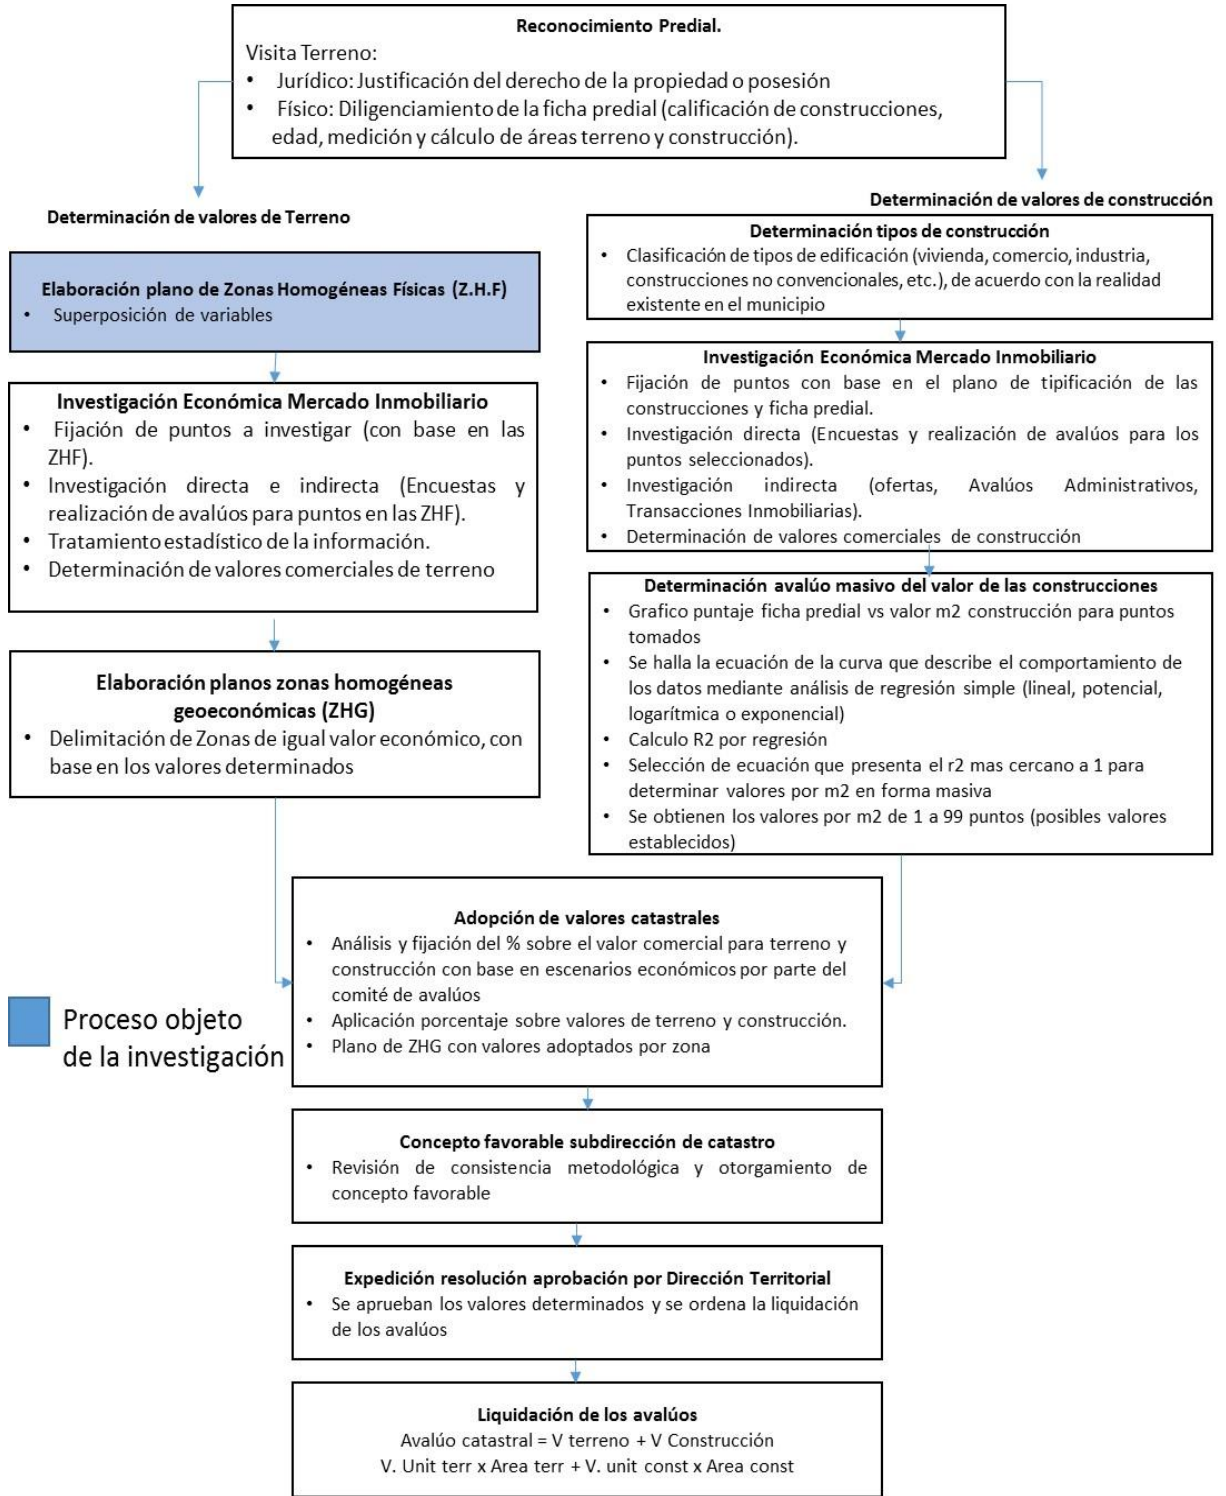 Reconocimiento Predial.
Visita Terreno:
• Jurídico: Justificación del derecho de la propiedad o posesión
• Físico: Diligenciamiento de la ficha predial (calificación de construcciones,
edad, medición y cálculo de áreas terreno y construcción).
Determinación de valores de Terreno
Elaboración plano de Zonas Homogéneas Físicas (Z.H.F)
• Superposición de variables
Investigación Económica Mercado Inmobiliario
• Fijación de puntos a investigar (con base en las
ZHF).
• Investigación directa e indirecta (Encuestas y
realización de avalúos para puntos en las ZHF).
• Tratamiento estadístico de la información.
• Determinación de valores comerciales de terreno
Elaboración planos zonas homogéneas
geoeconómicas (ZHG)
• Delimitación de Zonas de igual valor económico, con
base en los valores determinados
Determinación de valores de construcción
Determinación tipos de construcción
• Clasificación de tipos de edificación (vivienda, comercio, industria,
construcciones no convencionales, etc.), de acuerdo con la realidad
existente en el municipio
Investigación Económica Mercado Inmobiliario
• Fijación de puntos con base en el plano de tipificación de las
construcciones y ficha predial.
• Investigación directa (Encuestas y realización de avalúos para los
puntos seleccionados).
• Investigación indirecta (ofertas, Avalúos Administrativos,
Transacciones Inmobiliarias).
• Determinación de valores comerciales de construcción
Determinación avalúo masivo del valor de las construcciones
• Grafico puntaje ficha predial vs valor m2 construcción para puntos
tomados
• Se halla la ecuación de la curva que describe el comportamiento de
los datos mediante análisis de regresión simple (lineal, potencial,
logarítmica o exponencial)
• Calculo R2 por regresión
• Selección de ecuación que presenta el r2 mas cercano a 1 para
determinar valores por m2 en forma masiva
• Se obtienen los valores por m2 de 1 a 99 puntos (posibles valores
establecidos)
Adopción de valores catastrales
• Análisis y fijación del % sobre el valor comercial para terreno y
construcción con base en escenarios económicos por parte del
comité de avalúos
• Aplicación porcentaje sobre valores de terreno y construcción.
• Plano de ZHG con valores adoptados por zona
Proceso objeto
de la investigación
Concepto favorable subdirección de catastro
• Revisión de consistencia metodológica y otorgamiento de
concepto favorable
Expedición resolución aprobación por Dirección Territorial
• Se aprueban los valores determinados y se ordena la liquidación
de los avalúos
Liquidación de los avalúos
Avalúo catastral = V terreno + V Construcción
V. Unit terr x Area terr + V. unit const x Area const